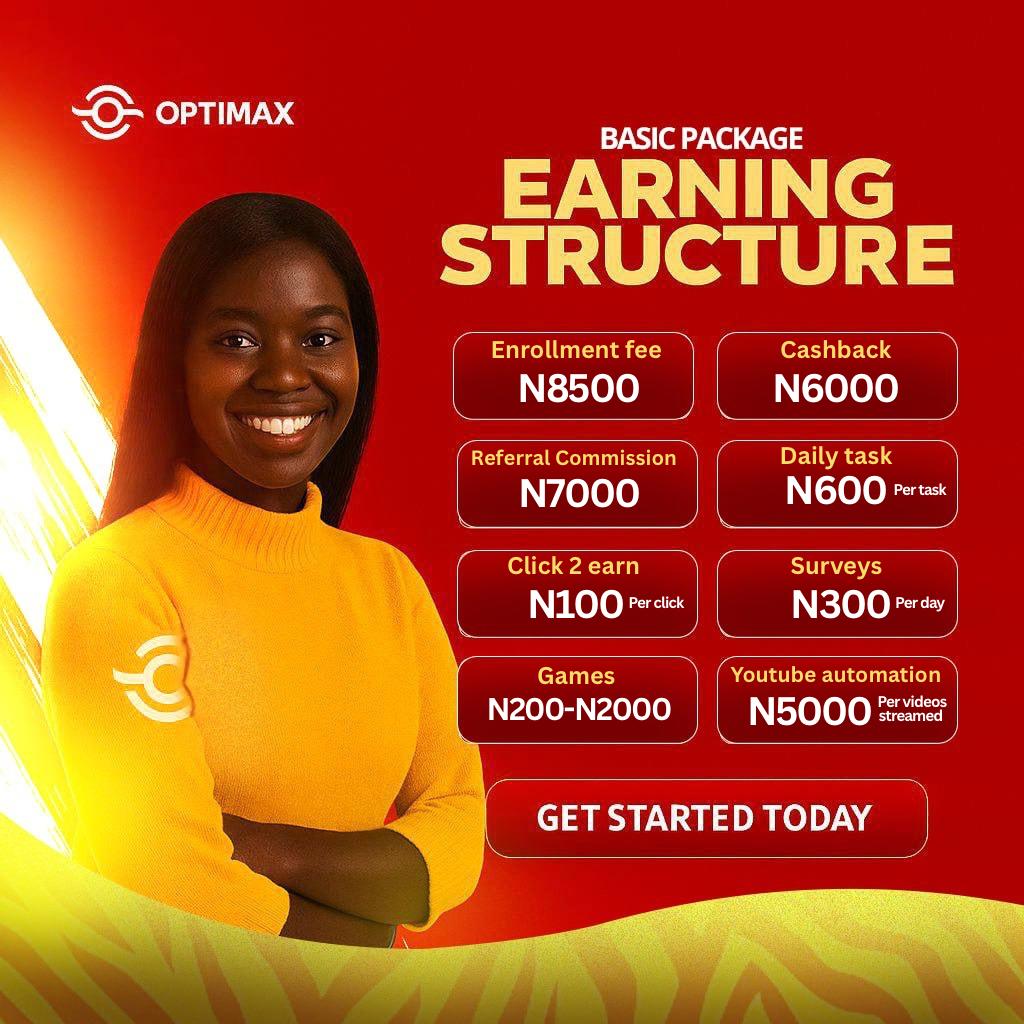 OPTIMAX
BASIC PACKAGE
EARNING
STRUCTURE
Enrollment fee
N8500
Cashback
N6000
Referral Commission
N7000
Daily task
N600 Per task
Click 2 earn
N100 Per click
Surveys
N300 Per day
Games
N200-N2000
Youtube automation
N5000 Per videos
streamed
GET STARTED TODAY